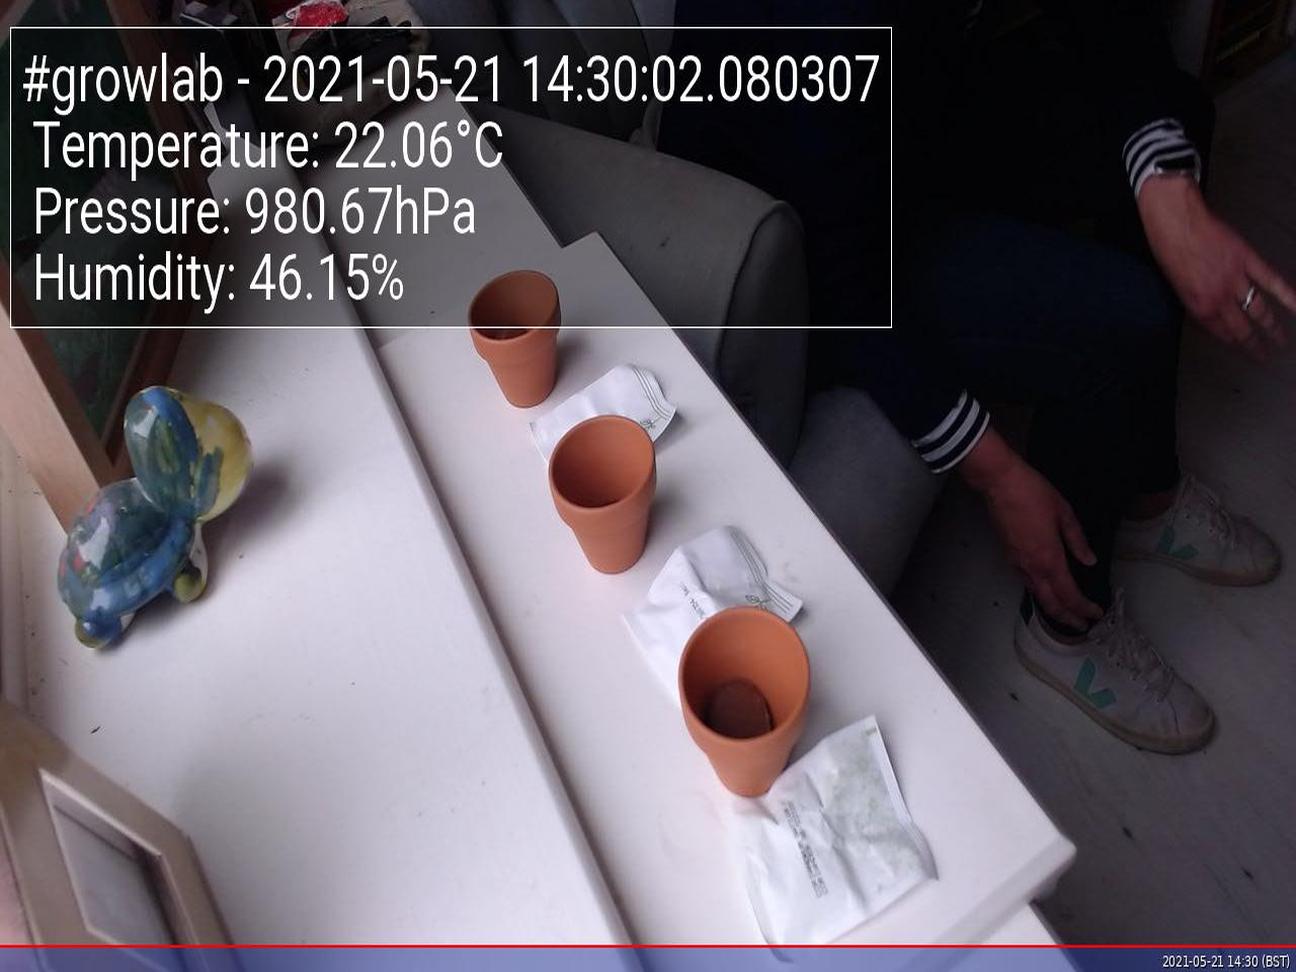 #growlab - 2021-05-21 14:30:02.080307
Temperature: 22.06°C
Pressure: 980.67hPa
Humidity: 46.15%
2021-05-21 14:30 (BST)